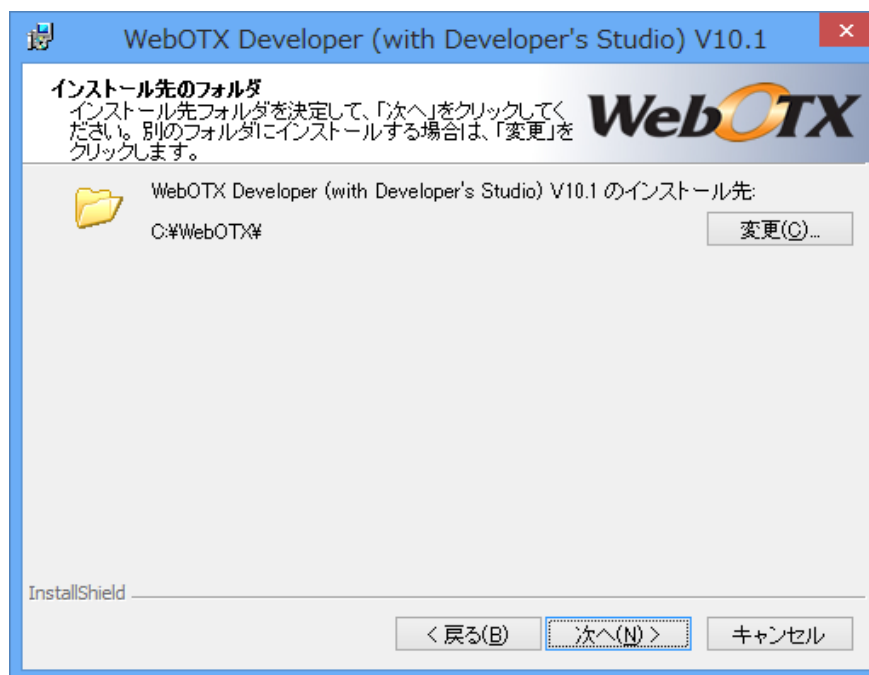 WebOTX Developer (with Developer's Studio) V10.1
インストール先のフォルダ
インストール先フォルダを決定して、「次へ」をクリックしてく
ださい。別のフォルダにインストールする場合は、「変更」を
クリックします。
WebOTX
WebOTX Developer (with Developer's Studio) V10.1 のインストール先:
C:¥WebOTX¥
変更(C)...
InstallShield
< 戻る(B)
次へ(N) >
キャンセル